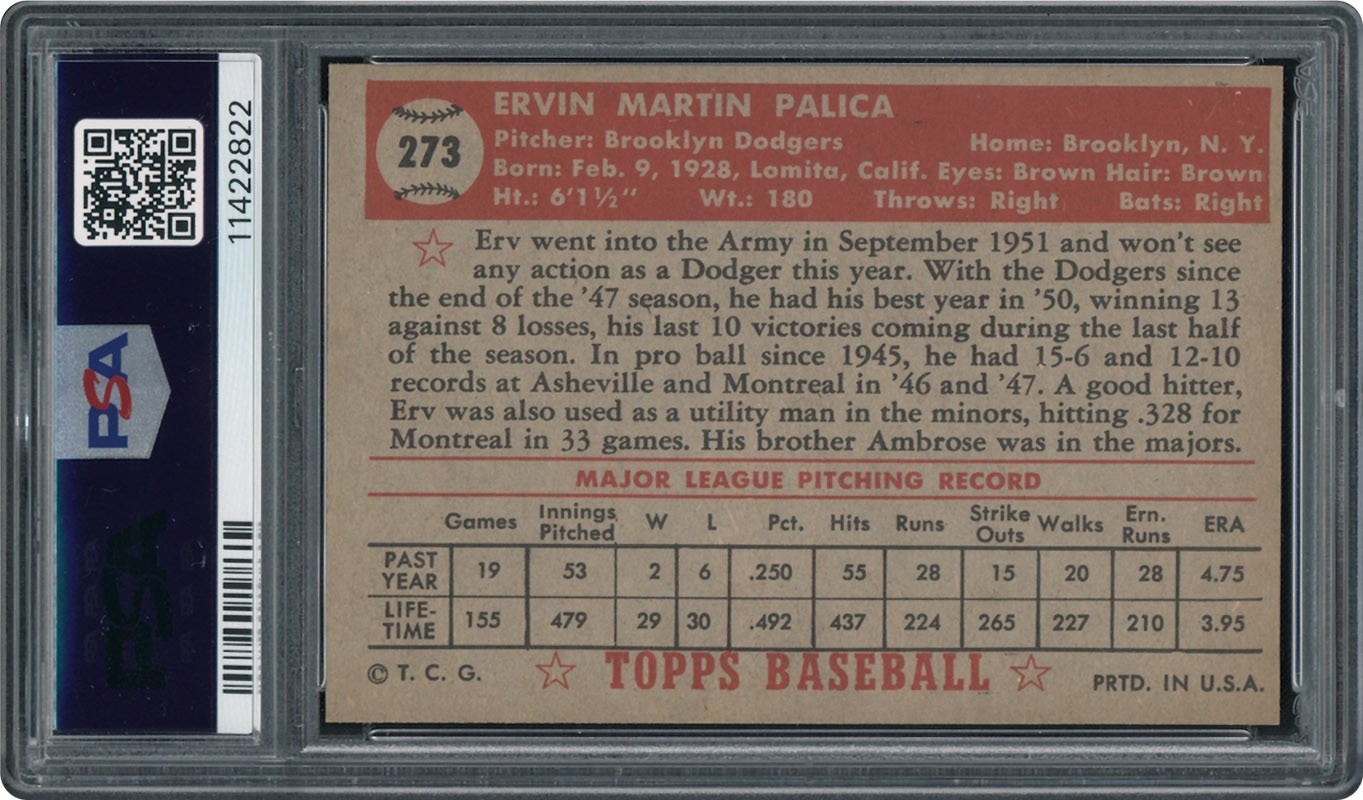 11422822
PSA
PSA
273
ERVIN MARTIN PALICA
Pitcher: Brooklyn Dodgers Home: Brooklyn, N. Y.
Born: Feb. 9, 1928, Lomita, Calif. Eyes: Brown Hair: Brown
Ht.: 6'1½" Wt.: 180 Throws: Right Bats: Right
Erv went into the Army in September 1951 and won't see
any action as a Dodger this year. With the Dodgers since
the end of the '47 season, he had his best year in '50, winning 13
against 8 losses, his last 10 victories coming during the last half
of the season. In pro ball since 1945, he had 15-6 and 12-10
records at Asheville and Montreal in '46 and '47. A good hitter,
Erv was also used as a utility man in the minors, hitting .328 for
Montreal in 33 games. His brother Ambrose was in the majors.
MAJOR LEAGUE PITCHING RECORD
Games Innings Pitched W L Pct. Hits Runs Strike Outs Walks Ern. Runs ERA
PAST YEAR 19 53 2 6 .250 55 28 15 20 28 4.75
LIFE-TIME 155 479 29 30 .492 437 224 265 227 210 3.95
© T. C. G. TOPPS BASEBALL PRTD. IN U.S.A.
PSA